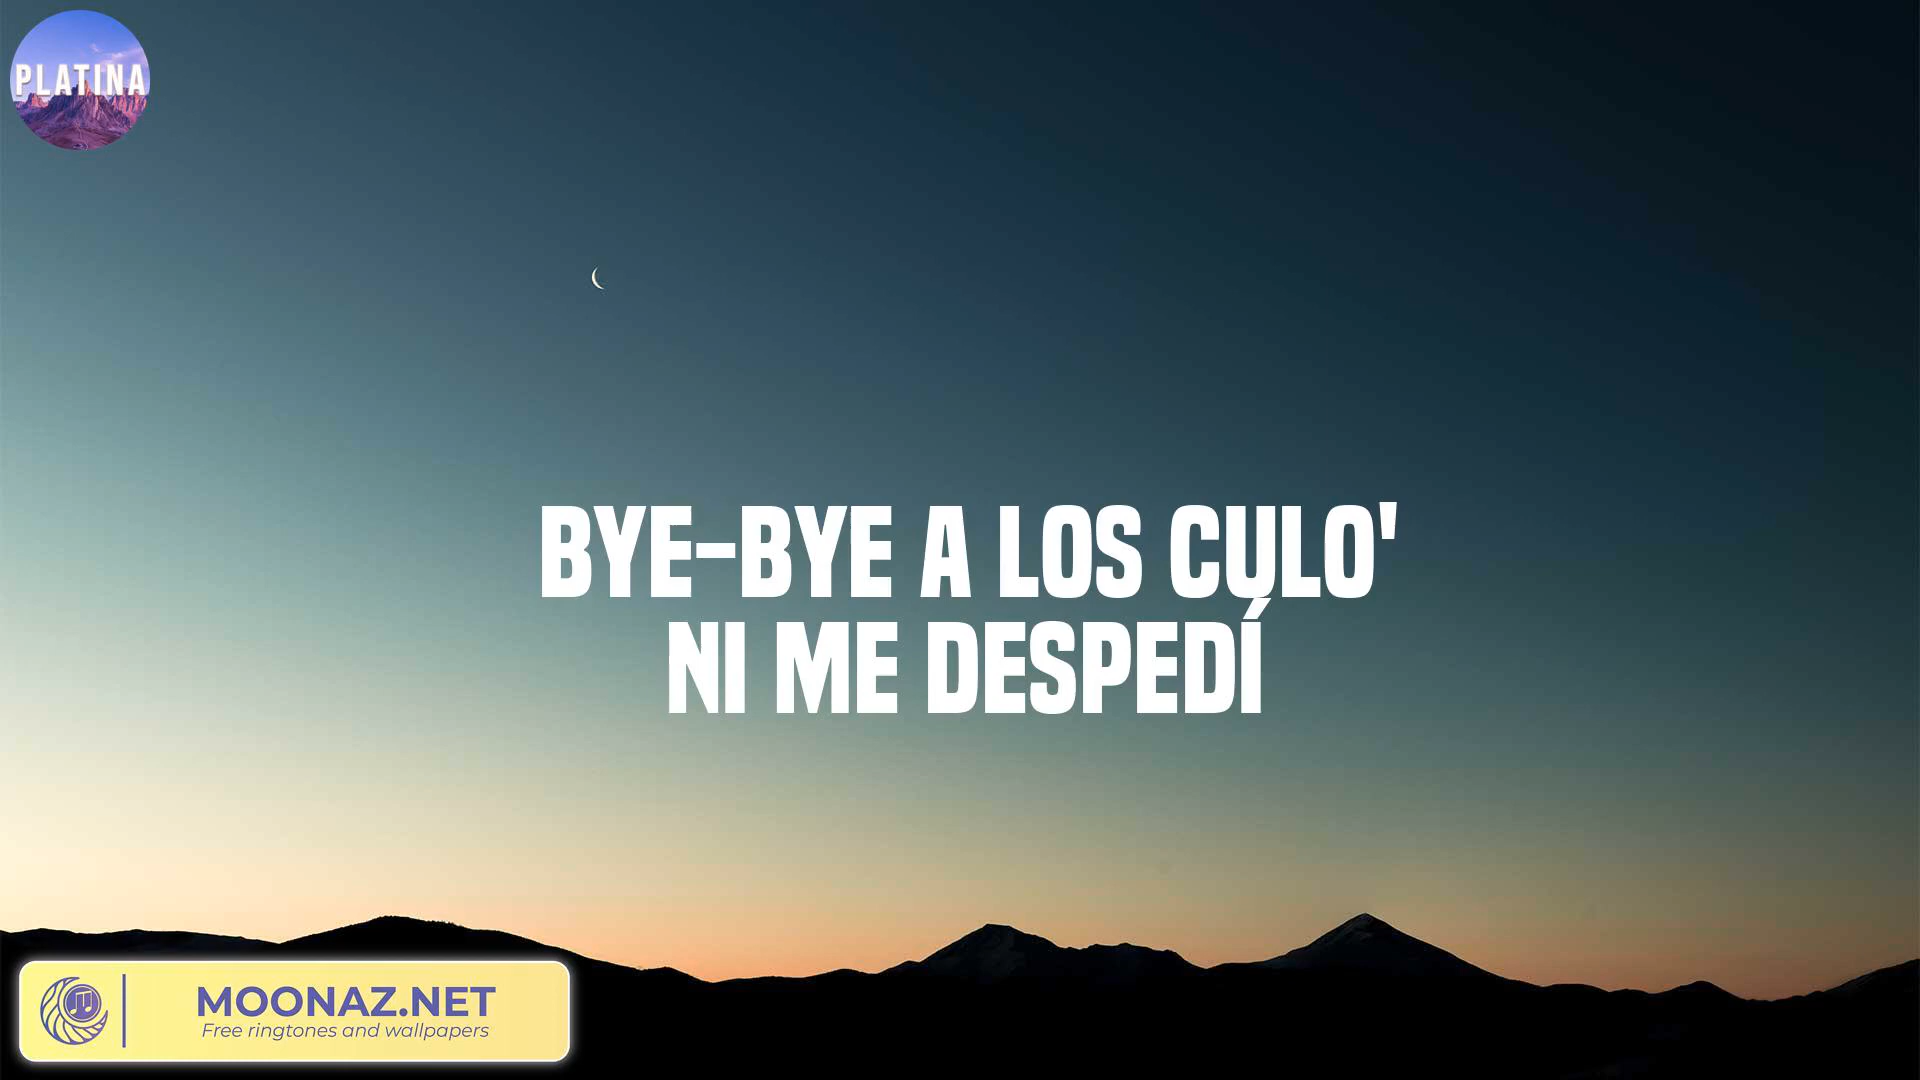 PLATINA
BYE-BYE A LOS CULO'
NI ME DESPEDÍ
MOONAZ.NET
Free ringtones and wallpapers